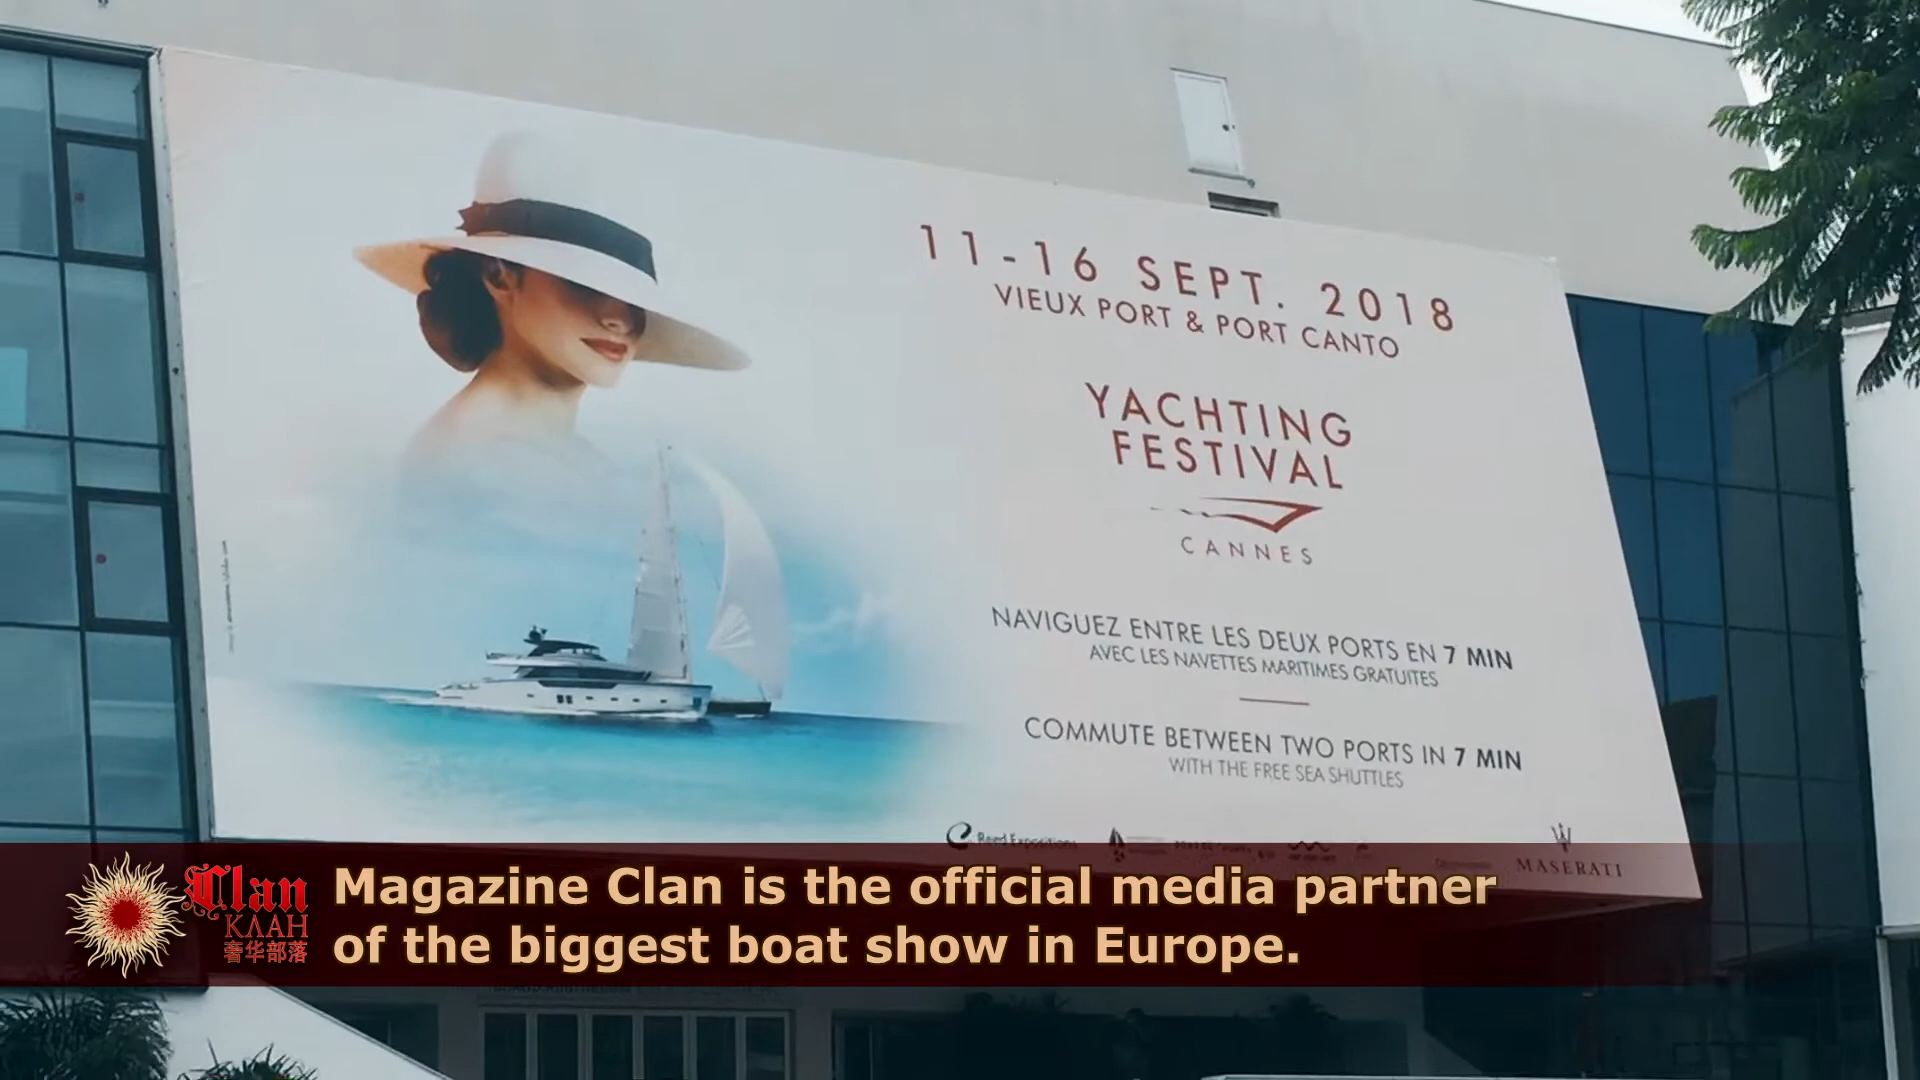 11-16 SEPT. 2018
VIEUX PORT & PORT CANTO
YACHTING
FESTIVAL
CANNES
NAVIGUEZ ENTRE LES DEUX PORTS EN 7 MIN
AVEC LES NAVETTES MARITIMES GRATUITES
COMMUTE BETWEEN TWO PORTS IN 7 MIN
WITH THE FREE SEA SHUTTLES
Reed Expositions
MASERATI
Clan
КЛАН
奢华部落
Magazine Clan is the official media partner
of the biggest boat show in Europe.